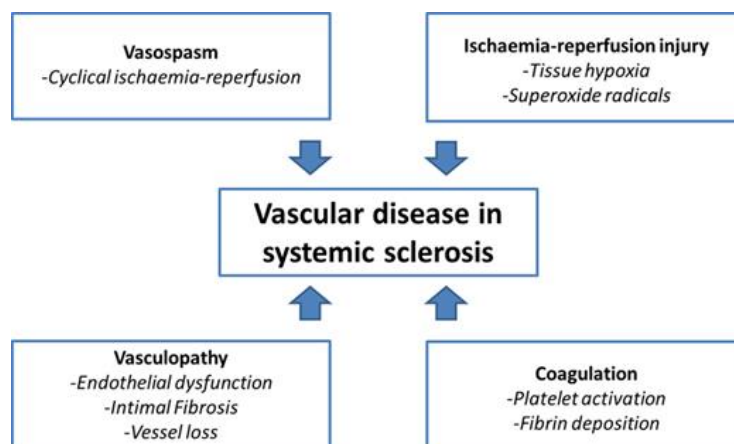 Vasospasm
-Cyclical ischaemia-reperfusion
Ischaemia-reperfusion injury
-Tissue hypoxia
-Superoxide radicals
Vascular disease in
systemic sclerosis
Vasculopathy
-Endothelial dysfunction
-Intimal Fibrosis
-Vessel loss
Coagulation
-Platelet activation
-Fibrin deposition